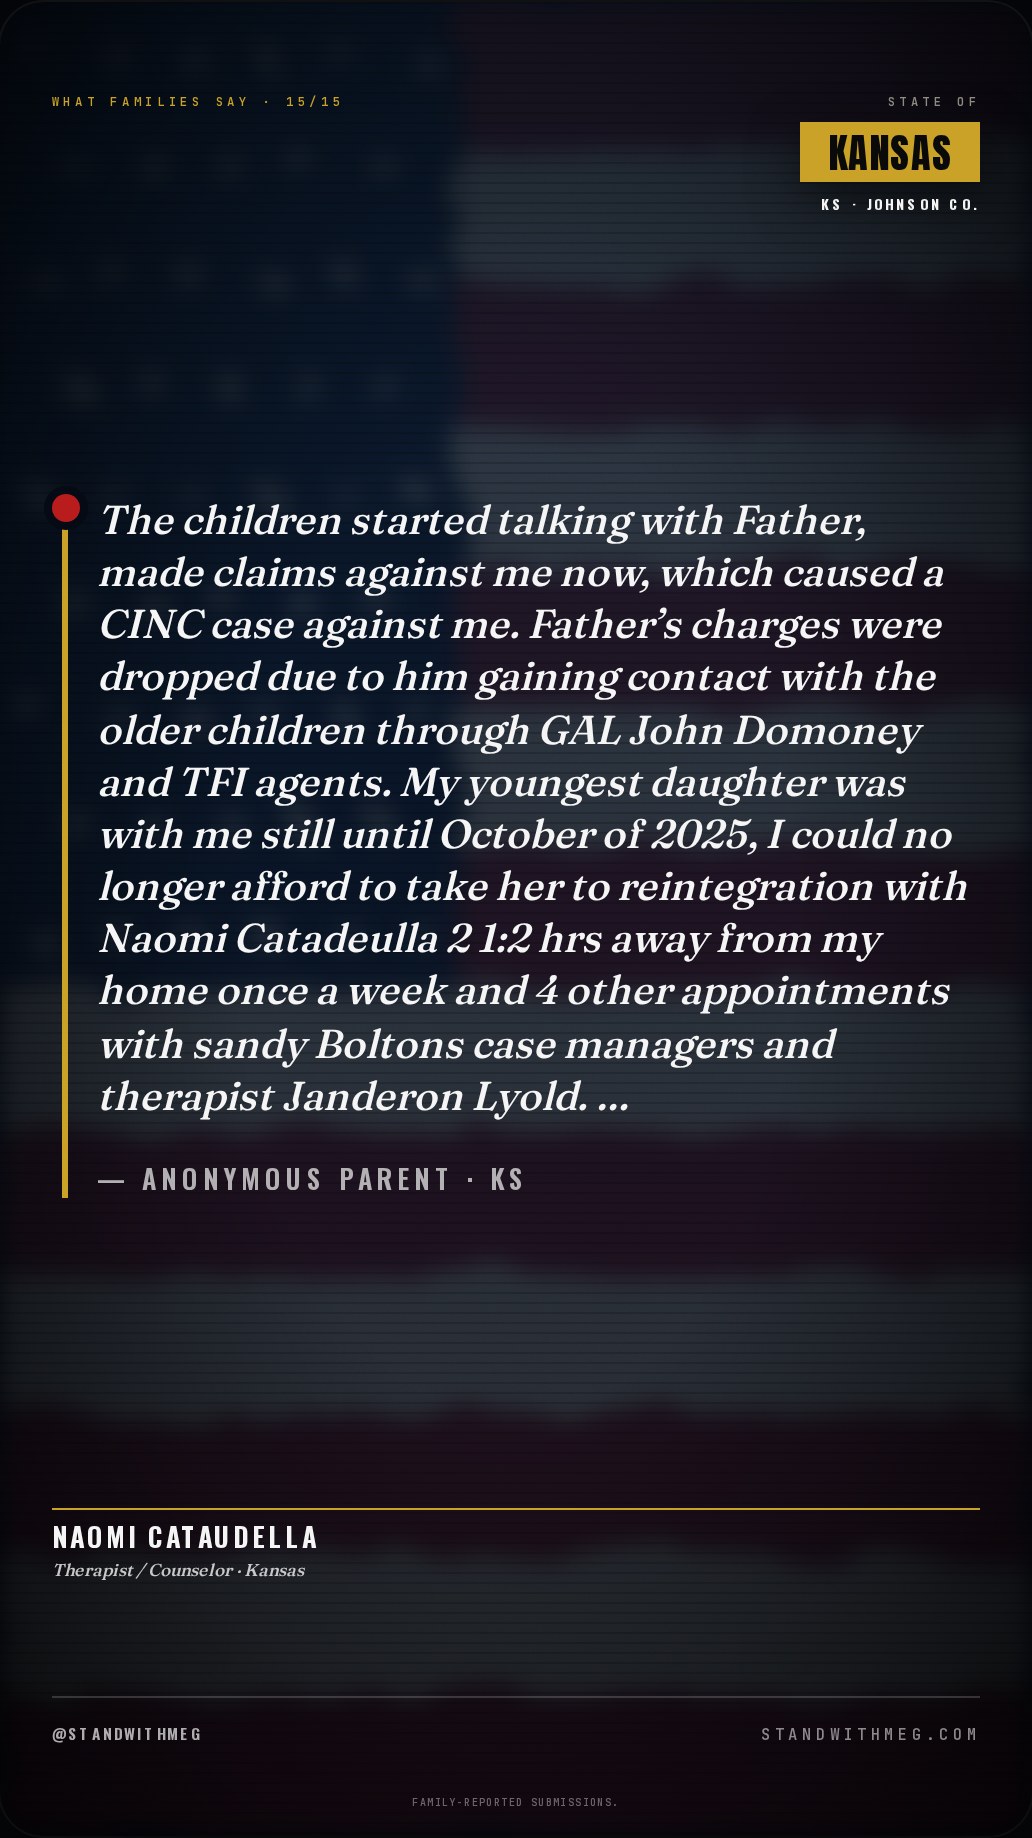 WHAT FAMILIES SAY · 15/15
STATE OF
KANSAS
KS · JOHNSON CO.
The children started talking with Father,
made claims against me now, which caused a
CINC case against me. Father’s charges were
dropped due to him gaining contact with the
older children through GAL John Domoney
and TFI agents. My youngest daughter was
with me still until October of 2025, I could no
longer afford to take her to reintegration with
Naomi Catadeulla 2 1:2 hrs away from my
home once a week and 4 other appointments
with sandy Boltons case managers and
therapist Janderon Lyold. ...
— ANONYMOUS PARENT · KS
NAOMI CATAUDELLA
Therapist / Counselor · Kansas
@STANDWITHMEG
STANDWITHMEG.COM
FAMILY-REPORTED SUBMISSIONS.